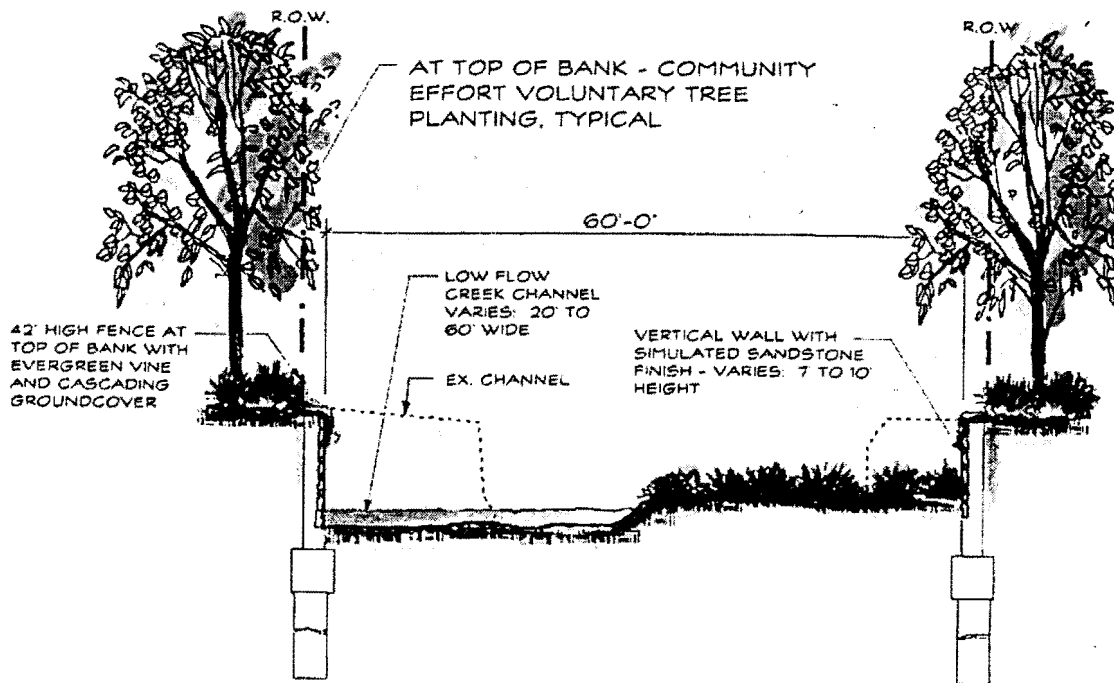 R.O.W.
R.O.W
AT TOP OF BANK - COMMUNITY
EFFORT VOLUNTARY TREE
PLANTING, TYPICAL
60'-0"
LOW FLOW
CREEK CHANNEL
VARIES: 20' TO
60' WIDE
42" HIGH FENCE AT
TOP OF BANK WITH
EVERGREEN VINE
AND CASCADING
GROUNDCOVER
VERTICAL WALL WITH
SIMULATED SANDSTONE
FINISH - VARIES: 7' TO 10'
HEIGHT
EX. CHANNEL